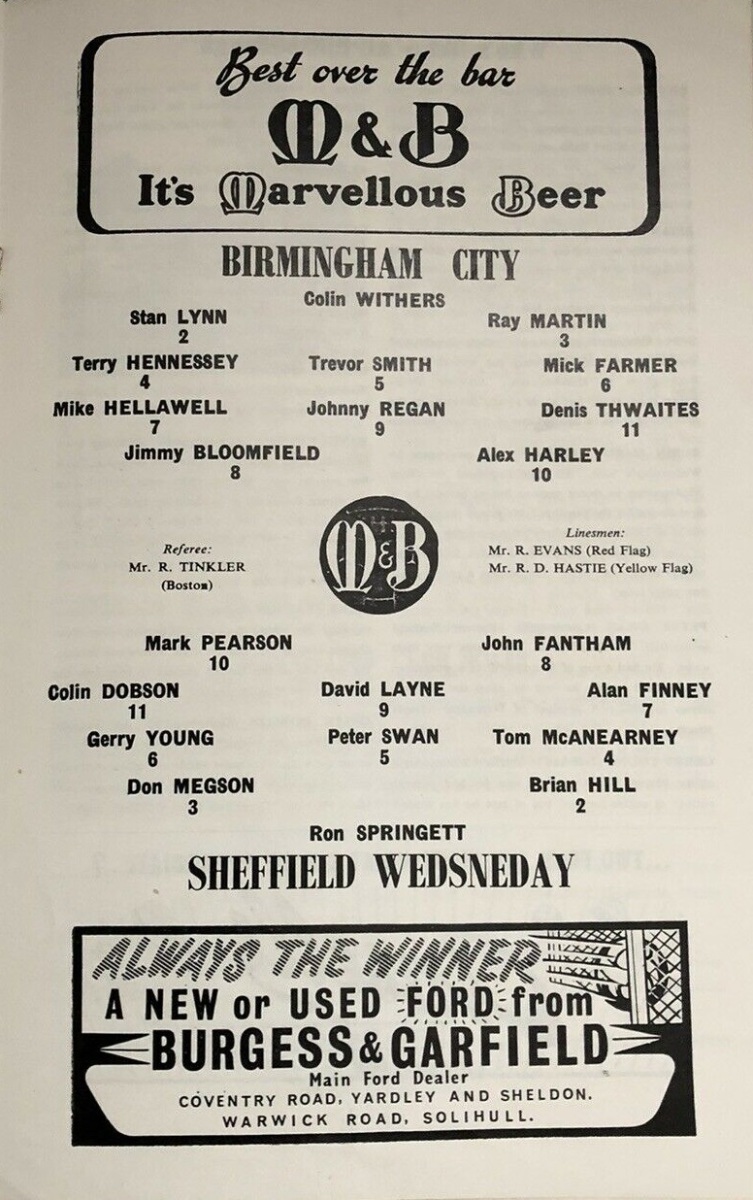 Best over the bar
M & B
It's Marvellous Beer
BIRMINGHAM CITY
Colin WITHERS
Stan LYNN Ray MARTIN
2 3
Terry HENNESSEY Trevor SMITH Mick FARMER
4 5 6
Mike HELLAWELL Johnny REGAN Denis THWAITES
7 9 11
Jimmy BLOOMFIELD Alex HARLEY
8 10
Referee:
Mr. R. TINKLER
(Boston)
M&B
Linesmen:
Mr. R. EVANS (Red Flag)
Mr. R. D. HASTIE (Yellow Flag)
Mark PEARSON John FANTHAM
10 8
Colin DOBSON David LAYNE Alan FINNEY
11 9 7
Gerry YOUNG Peter SWAN Tom McANEARNEY
6 5 4
Don MEGSON Brian HILL
3 2
Ron SPRINGETT
SHEFFIELD WEDSNEDAY
ALWAYS THE WINNER
A NEW or USED FORD from
BURGESS & GARFIELD
Main Ford Dealer
COVENTRY ROAD, YARDLEY AND SHELDON.
WARWICK ROAD, SOLIHULL.